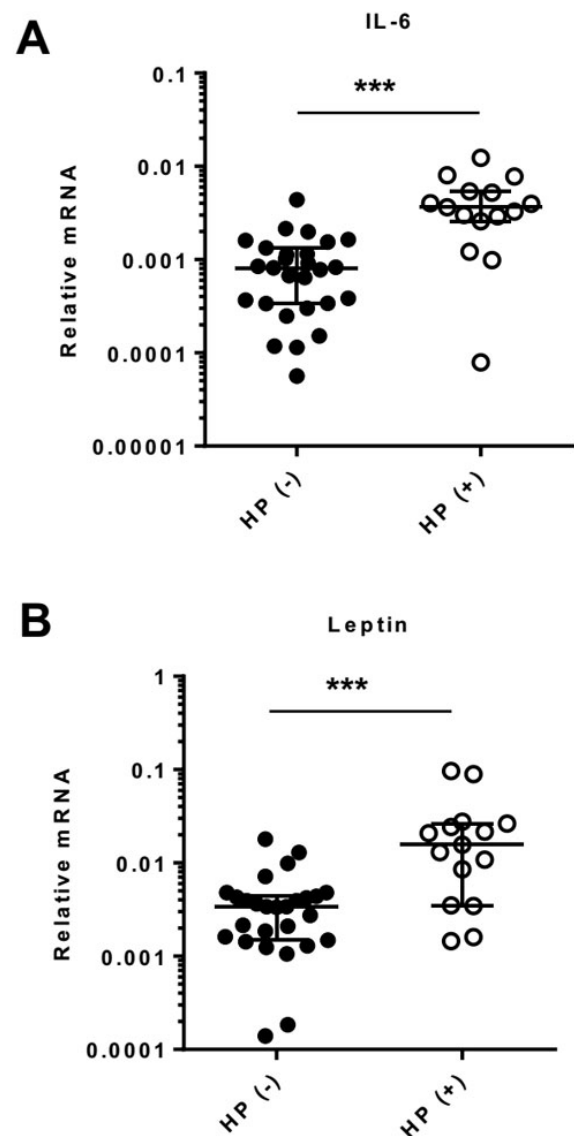 A
IL-6
Relative mRNA
0.1
0.01
0.001
0.0001
0.00001
***
HP (-)
HP (+)
B
Leptin
Relative mRNA
1
0.1
0.01
0.001
0.0001
***
HP (-)
HP (+)